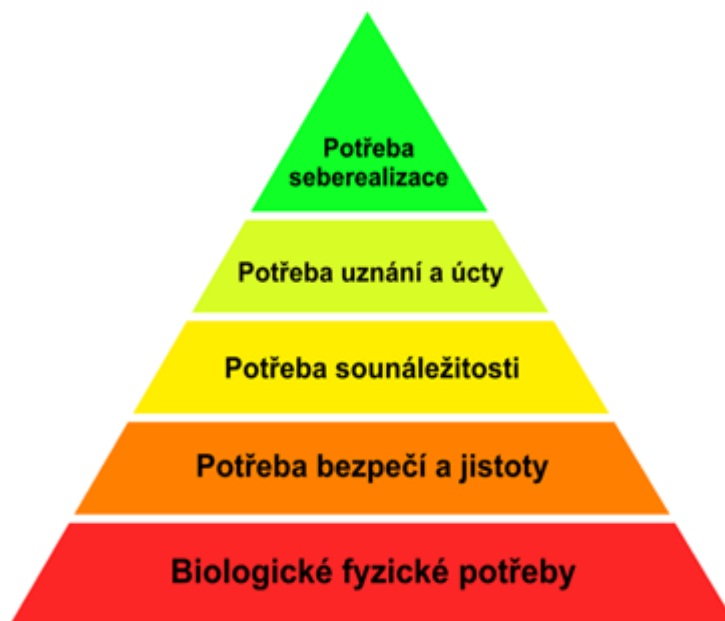 Potřeba
seberealizace
Potřeba uznání a úcty
Potřeba sounáležitosti
Potřeba bezpečí a jistoty
Biologické fyzické potřeby